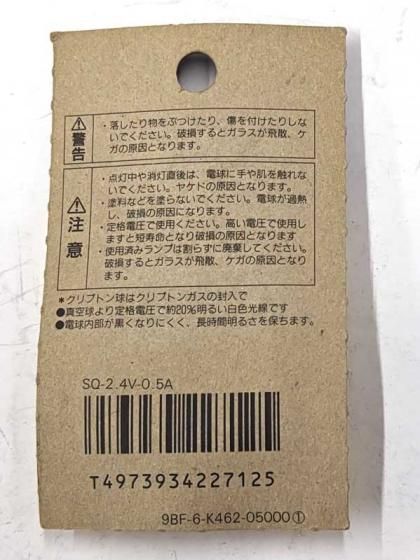 ・落したり物をぶつけたり、傷を付けたりしな
いでください。破損するとガラスが飛散、ケ
ガの原因となります。
警告
・点灯中や消灯直後は、電球に手や肌を触れな
いでください。ヤケドの原因になります。
・塗料などを塗らないでください。電球が過熱
し、破損の原因になります。
・定格電圧で使用ください。高い電圧で使用し
ますと短寿命となり破損の原因となります。
・使用済みランプは割らずに廃棄してください。
破損するとガラスが飛散、ケガの原因となります。
注意
*クリプトン球はクリプトンガスの封入で
●真空球より定格電圧で約20%明るい白色光線です
●電球内部が黒くなりにくく、長時間明るさを保ちます。
SQ-2.4V-0.5A
T4973934227125
9BF-6-K462-05000①